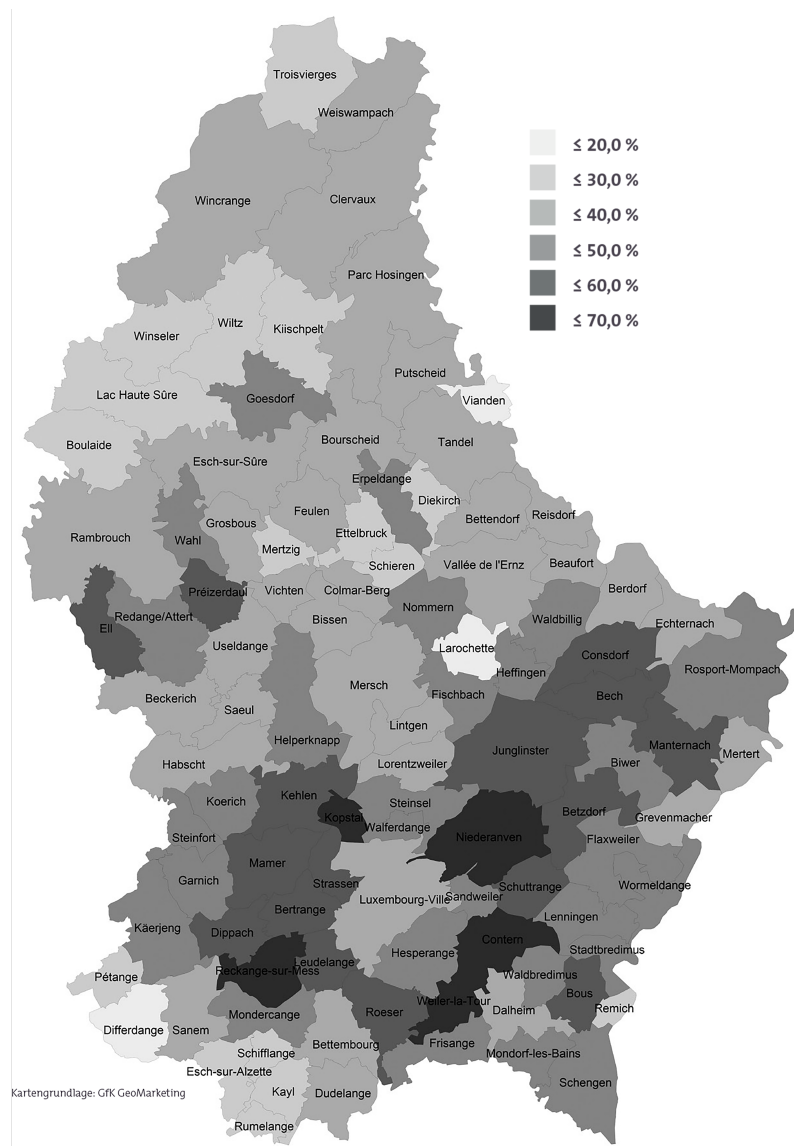 Troisvierges
Weiswampach
≤ 20,0 %
≤ 30,0 %
Wincrange
Clervaux
≤ 40,0 %
≤ 50,0 %
Parc Hosingen
≤ 60,0 %
≤ 70,0 %
Wiltz
Kiischpelt
Winseler
Putscheid
Lac Haute Sûre
Goesdorf
Vianden
Boulaide
Bourscheid
Tandel
Esch-sur-Sûre
Erpeldange
Diekirch
Feulen
Grosbous
Bettendorf
Reisdorf
Ettelbruck
Rambrouch
Wahl
Mertzig
Schieren
Vallée de l'Ernz
Beaufort
Préizerdaul
Vichten
Colmar-Berg
Berdorf
Redange/Attert
Nommern
Bissen
Waldbillig
Echternach
Ell
Useldange
Larochette
Consdorf
Heffingen
Rosport-Mompach
Mersch
Fischbach
Bech
Beckerich
Saeul
Lintgen
Helperknapp
Junglinster
Manternach
Mertert
Habscht
Lorentzweiler
Biwer
Kehlen
Koerich
Steinsel
Kopstal
Betzdorf
Grevenmacher
Walferdange
Steinfort
Niederanven
Flaxweiler
Mamer
Garnich
Strassen
Schuttrange
Wormeldange
Luxembourg-Ville
Sandweiler
Bertrange
Lenningen
Käerjeng
Dippach
Contern
Hesperange
Stadtbredimus
Leudelange
Reckange-sur-Mess
Waldbredimus
Pétange
Bous
Weiler-la-Tour
Remich
Dalheim
Roeser
Mondercange
Differdange
Sanem
Bettembourg
Frisange
Schifflange
Mondorf-les-Bains
Esch-sur-Alzette
Schengen
Kayl
Dudelange
Kartengrundlage: GfK GeoMarketing
Rumelange